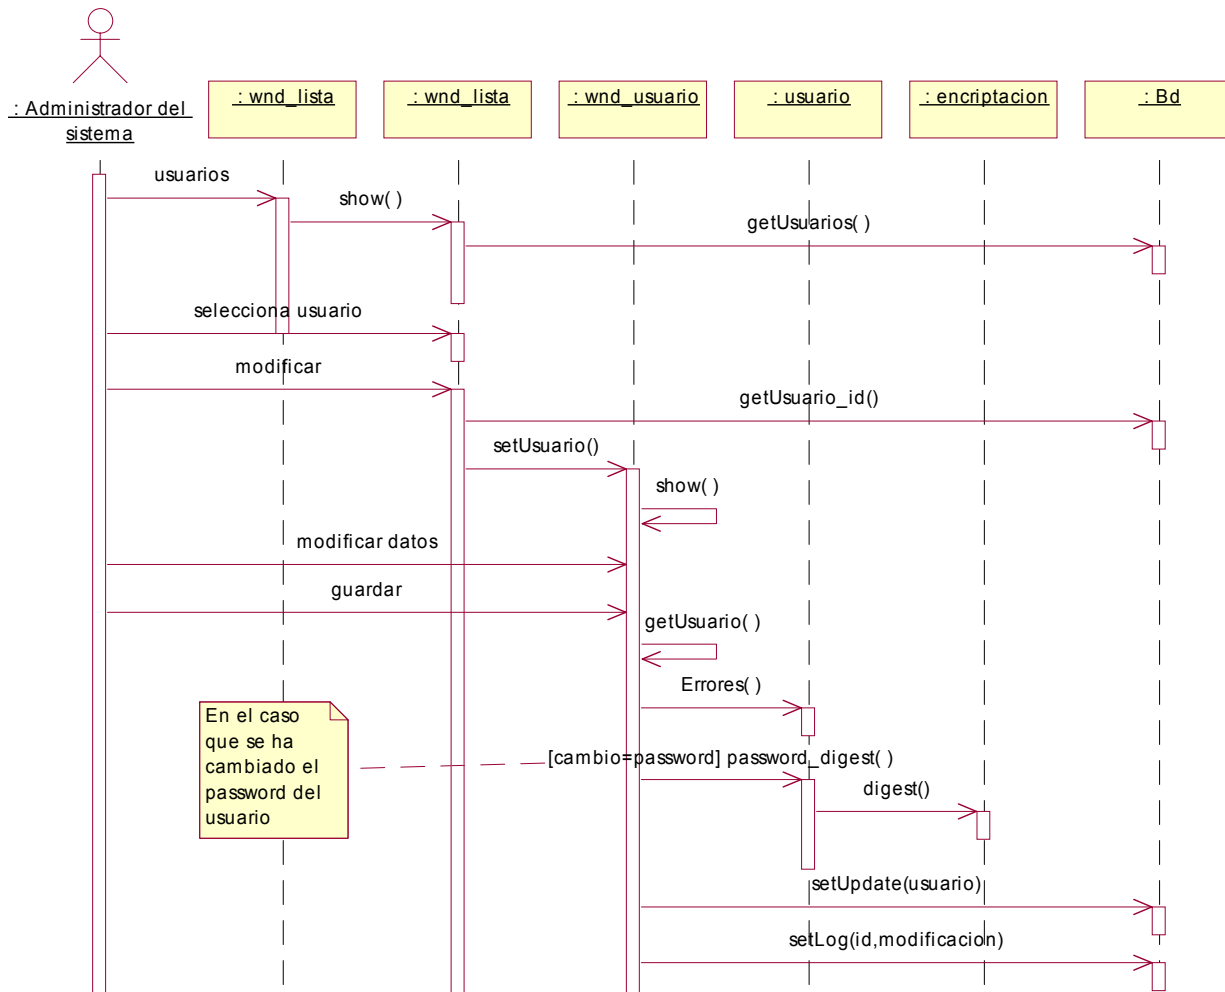 : Administrador del
sistema
: wnd_lista
: wnd_lista
: wnd_usuario
: usuario
: encriptacion
: Bd
usuarios
show( )
getUsuarios( )
selecciona usuario
modificar
getUsuario_id()
setUsuario()
show( )
modificar datos
guardar
getUsuario( )
Errores( )
En el caso
que se ha
cambiado el
password del
usuario
[cambio=password] password_digest( )
digest()
setUpdate(usuario)
setLog(id,modificacion)